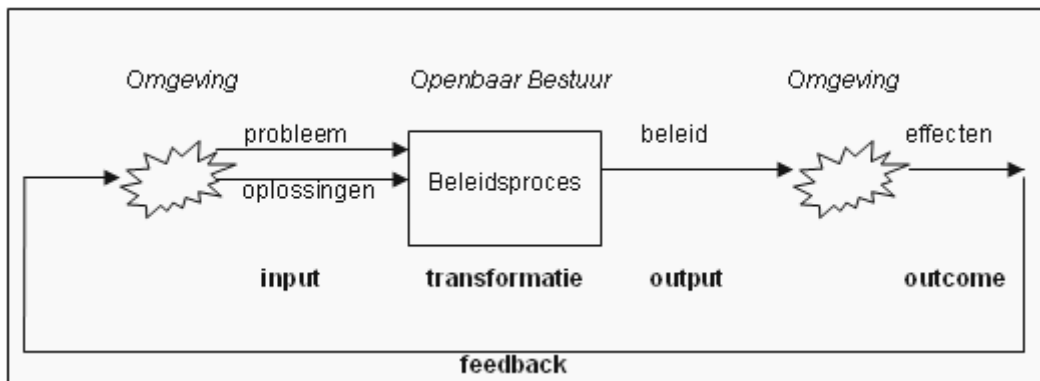 Omgeving
Openbaar Bestuur
Omgeving
probleem
beleid
effecten
oplossingen
Beleidsproces
input
transformatie
output
outcome
feedback